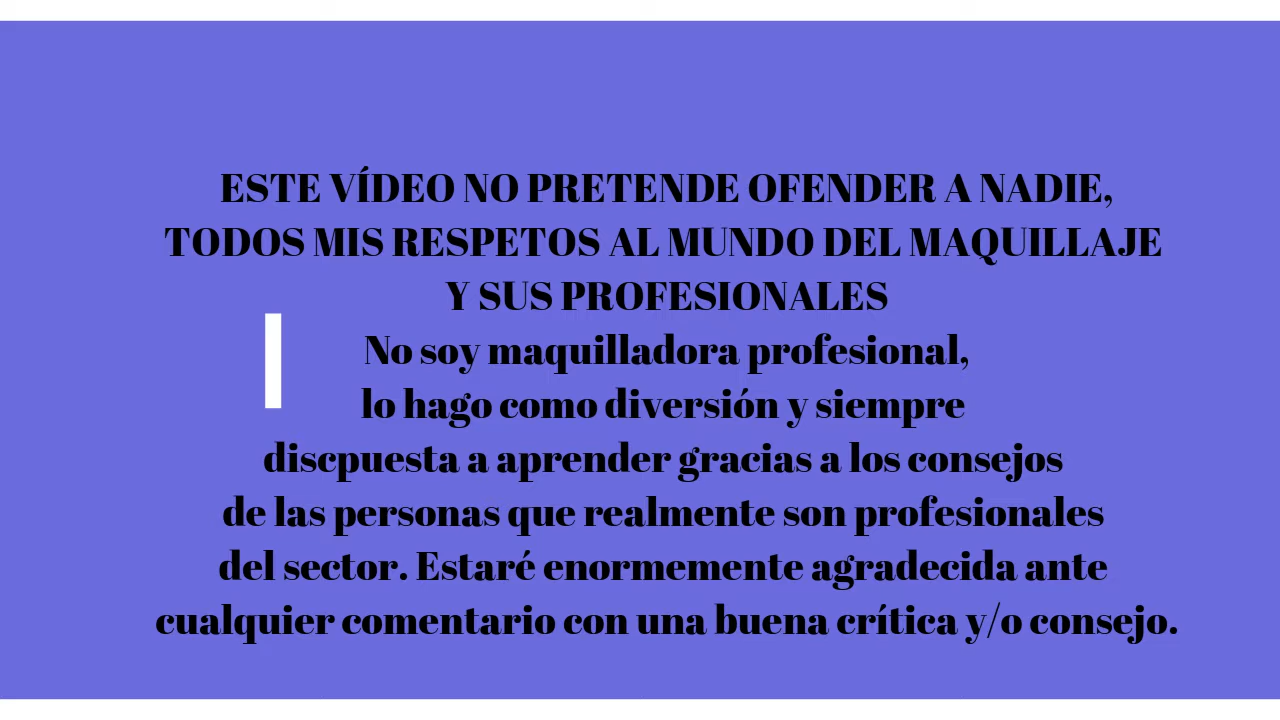 ESTE VÍDEO NO PRETENDE OFENDER A NADIE,
TODOS MIS RESPETOS AL MUNDO DEL MAQUILLAJE
Y SUS PROFESIONALES
No soy maquilladora profesional,
lo hago como diversión y siempre
discpuesta a aprender gracias a los consejos
de las personas que realmente son profesionales
del sector. Estaré enormemente agradecida ante
cualquier comentario con una buena crítica y/o consejo.